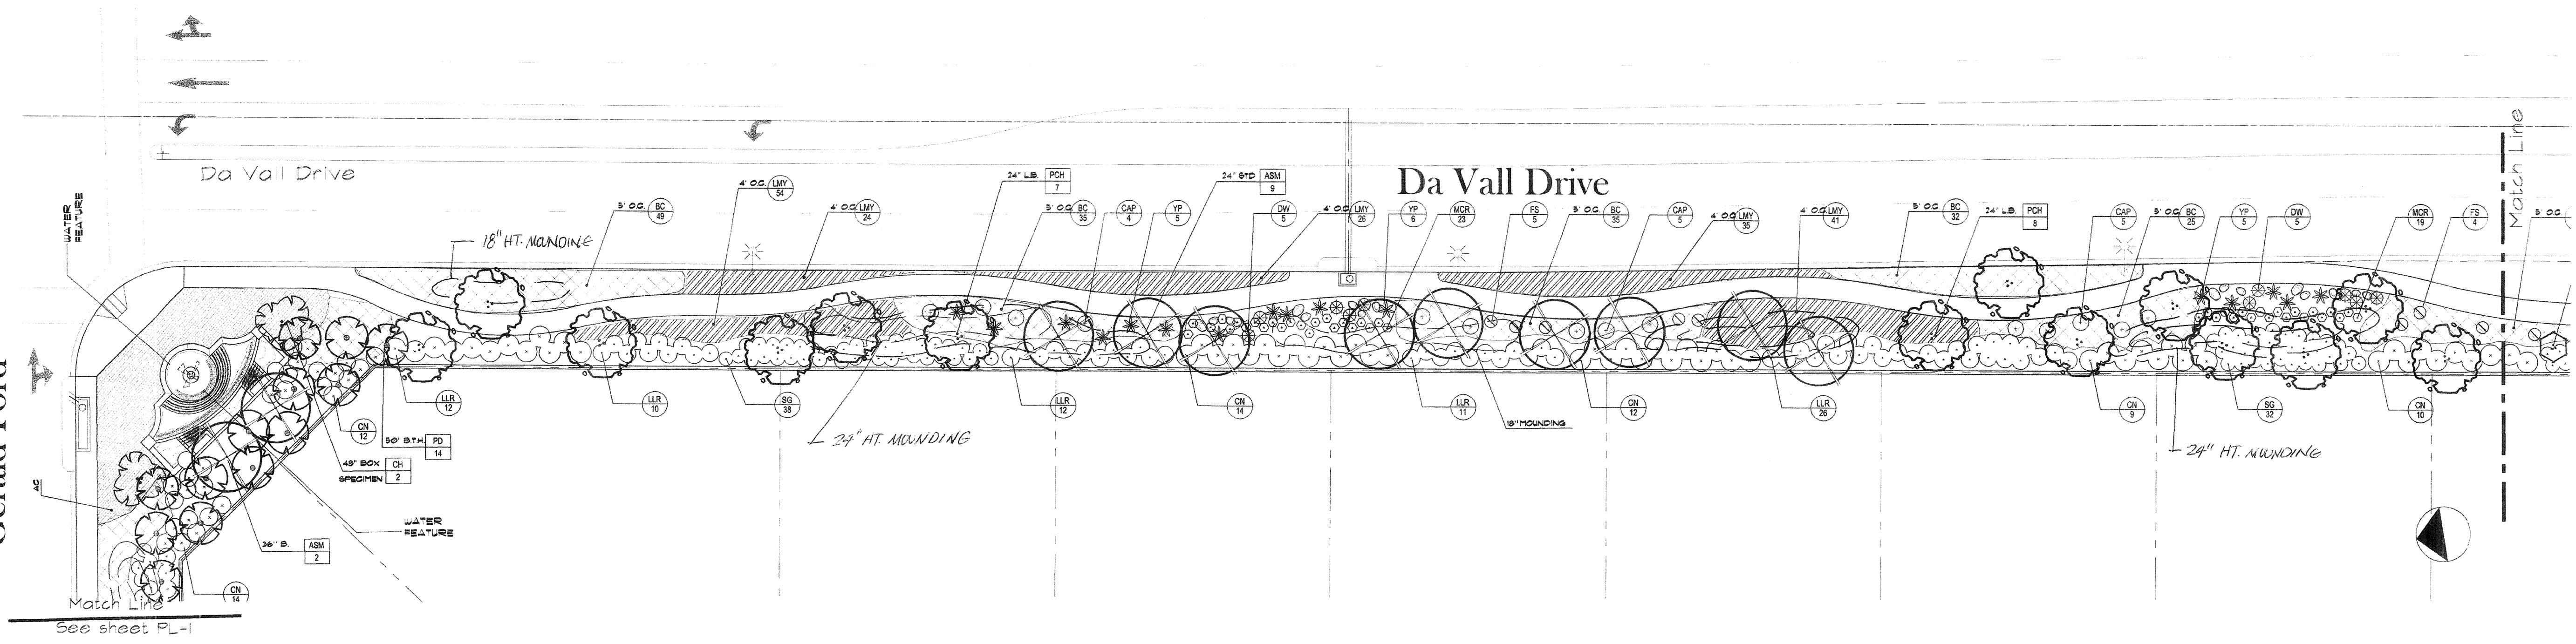 Da Vall Drive
Da Vall Drive
Match Line
WATER
FEATURE
18" HT. MOUNDING
5' O.C. BC
49
4' O.C. LMY
54
4' O.C. LMY
24
24" L.B. PCH
7
5' O.C. BC
35
CAP
4
YP
5
24" STD ASM
9
DW
5
4' O.C. LMY
26
YP
6
MCR
23
FS
5
5' O.C. BC
35
CAP
5
4' O.C. LMY
35
4' O.C. LMY
41
5' O.C. BC
32
24" L.B. PCH
8
CAP
5
5' O.C. BC
25
YP
5
DW
5
MCR
19
FS
4
5' O.C.
LLR
12
LLR
10
SG
38
LLR
12
CN
14
LLR
11
CN
12
LLR
26
CN
9
SG
32
CN
10
CN
12
50' B.T.H. PD
14
24" HT. MOUNDING
18" MOUNDING
24" HT. MOUNDING
48" BOX
SPECIMEN
CH
2
AC
WATER
FEATURE
36" B. ASM
2
CN
14
Match Line
See sheet PL-1